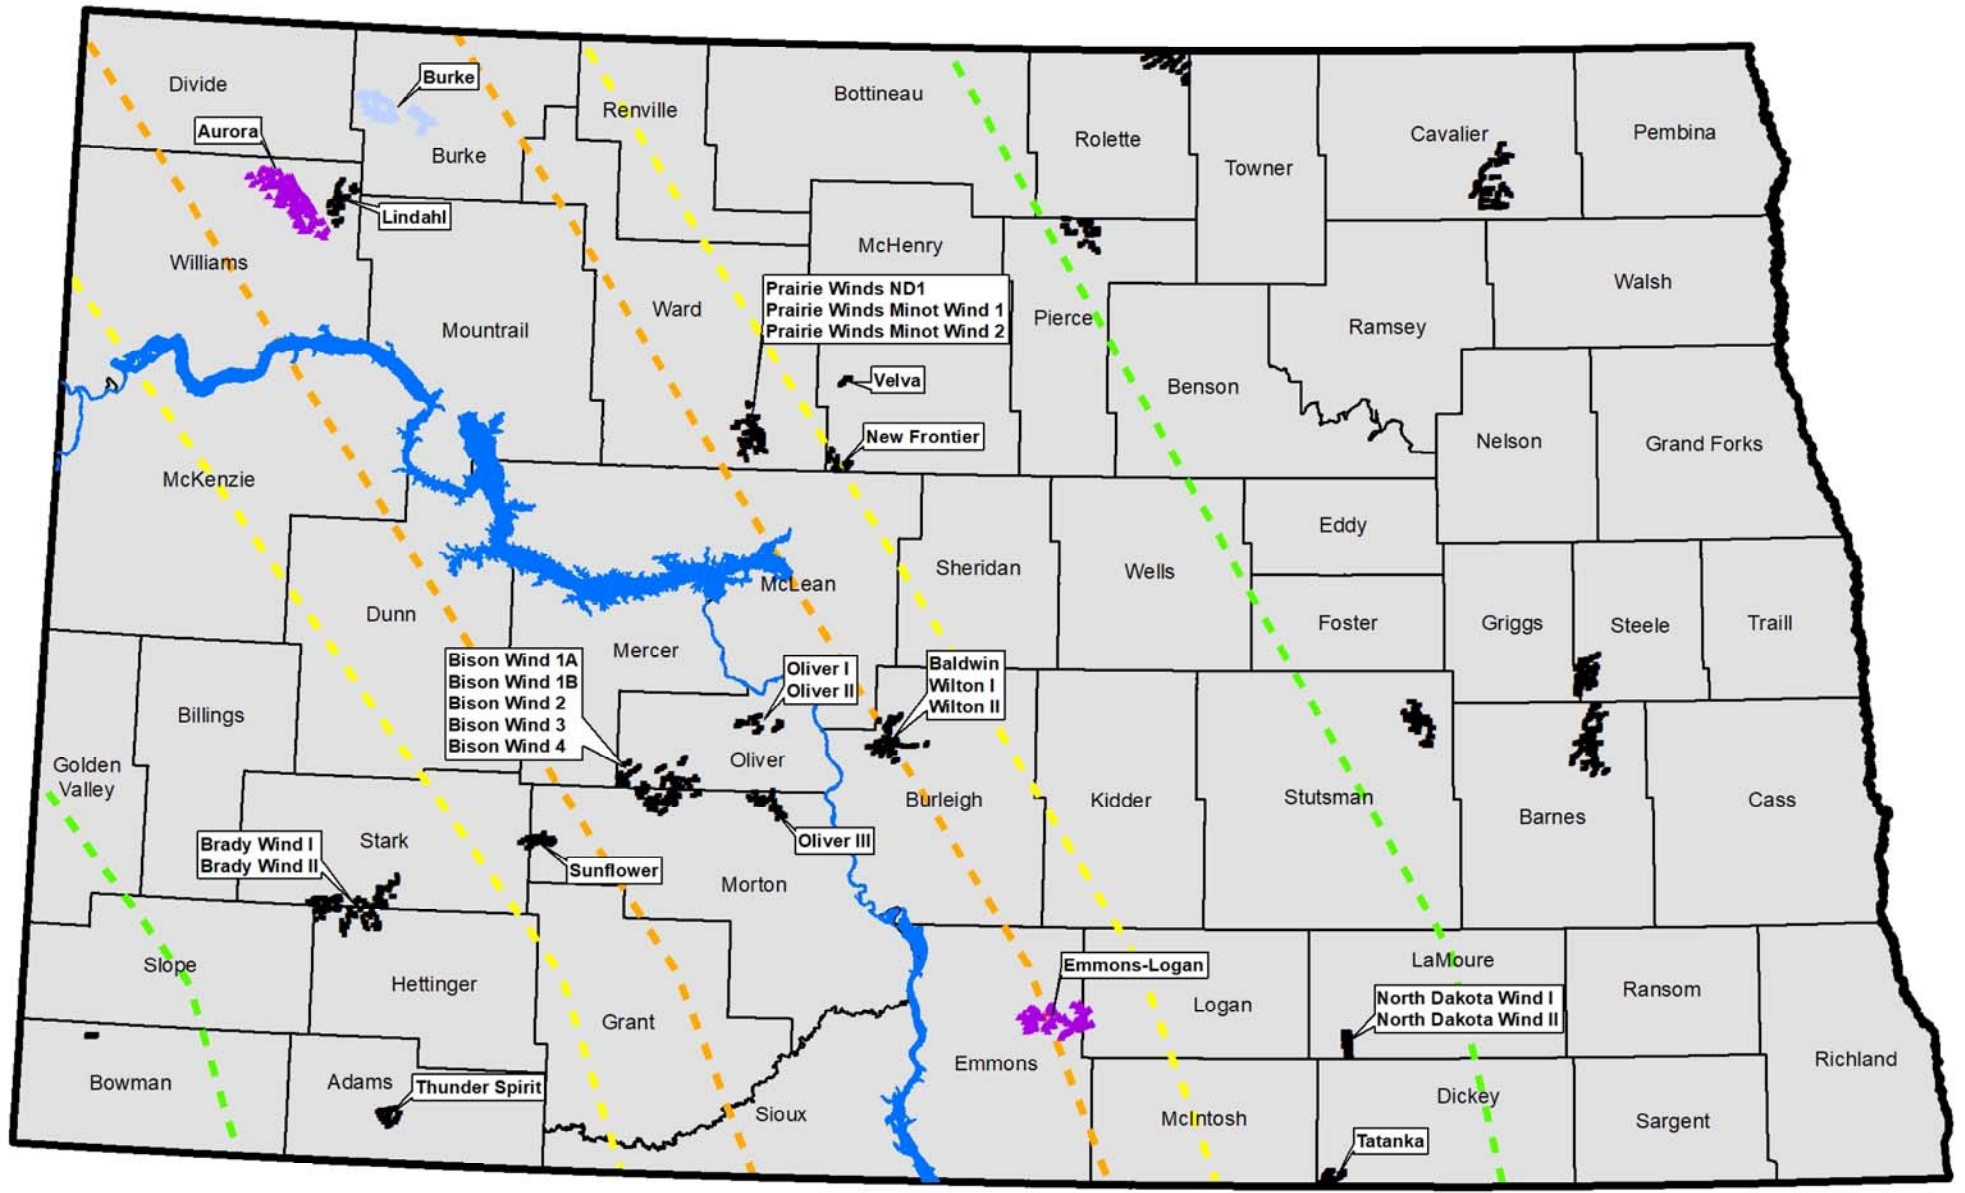 Divide
Burke
Aurora
Burke
Renville
Bottineau
Rolette
Towner
Cavalier
Pembina
Lindahl
Williams
McHenry
Walsh
Prairie Winds ND1
Prairie Winds Minot Wind 1
Prairie Winds Minot Wind 2
Ward
Mountrail
Pierce
Ramsey
Velva
Benson
New Frontier
Nelson
Grand Forks
McKenzie
Eddy
Sheridan
Wells
McLean
Dunn
Foster
Griggs
Steele
Traill
Mercer
Bison Wind 1A
Bison Wind 1B
Bison Wind 2
Bison Wind 3
Bison Wind 4
Oliver I
Oliver II
Baldwin
Wilton I
Wilton II
Billings
Golden
Valley
Oliver
Burleigh
Kidder
Stutsman
Barnes
Cass
Brady Wind I
Brady Wind II
Stark
Oliver III
Sunflower
Morton
Slope
Hettinger
Emmons-Logan
LaMoure
Ransom
North Dakota Wind I
North Dakota Wind II
Logan
Grant
Emmons
Richland
Bowman
Adams
Thunder Spirit
Sioux
McIntosh
Dickey
Sargent
Tatanka